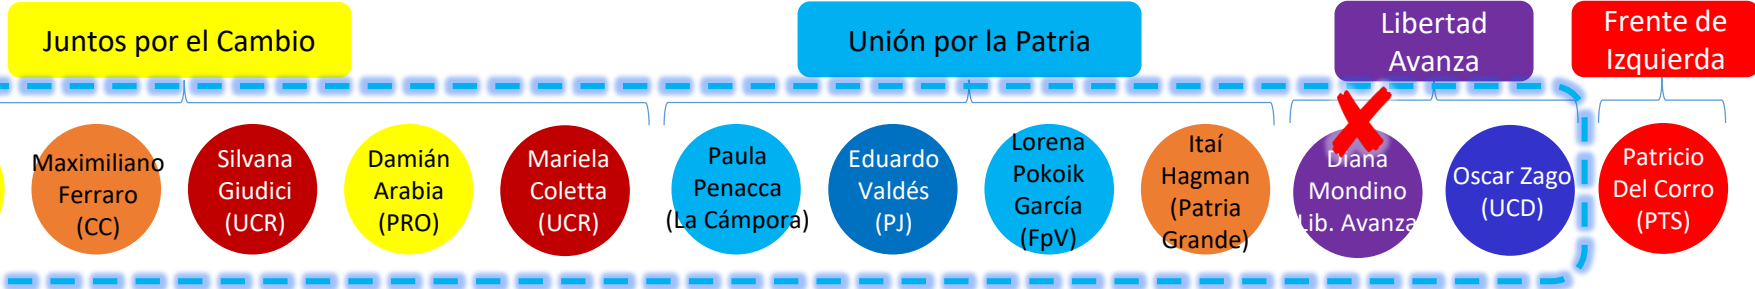 Juntos por el Cambio
Unión por la Patria
Libertad
Avanza
Frente de
Izquierda
Maximiliano
Ferraro
(CC)
Silvana
Giudici
(UCR)
Damián
Arabia
(PRO)
Mariela
Coletta
(UCR)
Paula
Penacca
(La Cámpora)
Eduardo
Valdés
(PJ)
Lorena
Pokoik
García
(FpV)
Itaí
Hagman
(Patria
Grande)
Diana
Mondino
Lib. Avanza
Oscar Zago
(UCD)
Patricio
Del Corro
(PTS)